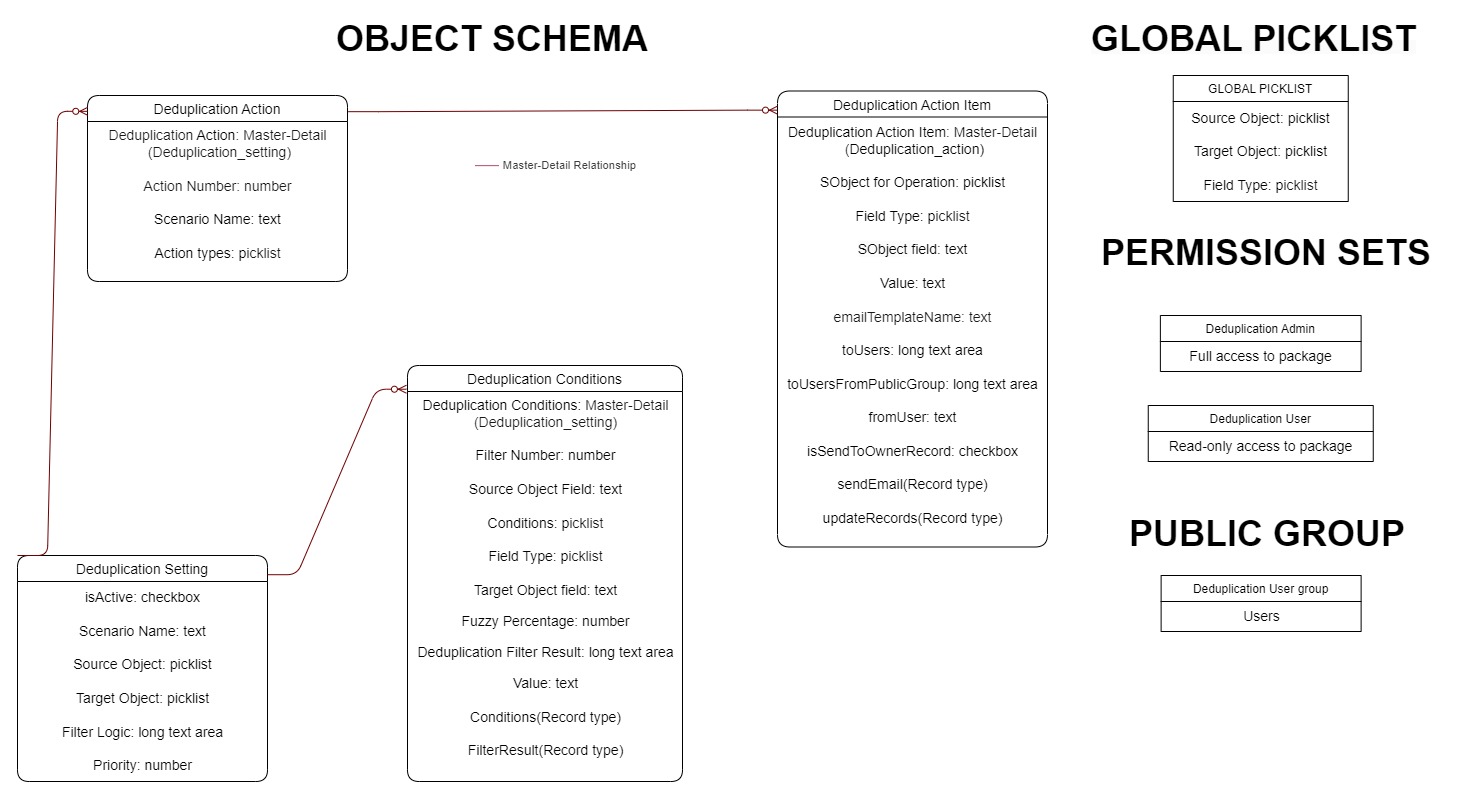 OBJECT SCHEMA
Deduplication Action
Deduplication Action: Master-Detail
(Deduplication_setting)
Action Number: number
Scenario Name: text
Action types: picklist
Master-Detail Relationship
Deduplication Action Item
Deduplication Action Item: Master-Detail
(Deduplication_action)
SObject for Operation: picklist
Field Type: picklist
SObject field: text
Value: text
emailTemplateName: text
toUsers: long text area
toUsersFromPublicGroup: long text area
fromUser: text
isSendToOwnerRecord: checkbox
sendEmail(Record type)
updateRecords(Record type)
Deduplication Conditions
Deduplication Conditions: Master-Detail
(Deduplication_setting)
Filter Number: number
Source Object Field: text
Conditions: picklist
Field Type: picklist
Target Object field: text
Fuzzy Percentage: number
Deduplication Filter Result: long text area
Value: text
Conditions(Record type)
FilterResult(Record type)
Deduplication Setting
isActive: checkbox
Scenario Name: text
Source Object: picklist
Target Object: picklist
Filter Logic: long text area
Priority: number
GLOBAL PICKLIST
GLOBAL PICKLIST
Source Object: picklist
Target Object: picklist
Field Type: picklist
PERMISSION SETS
Deduplication Admin
Full access to package
Deduplication User
Read-only access to package
PUBLIC GROUP
Deduplication User group
Users